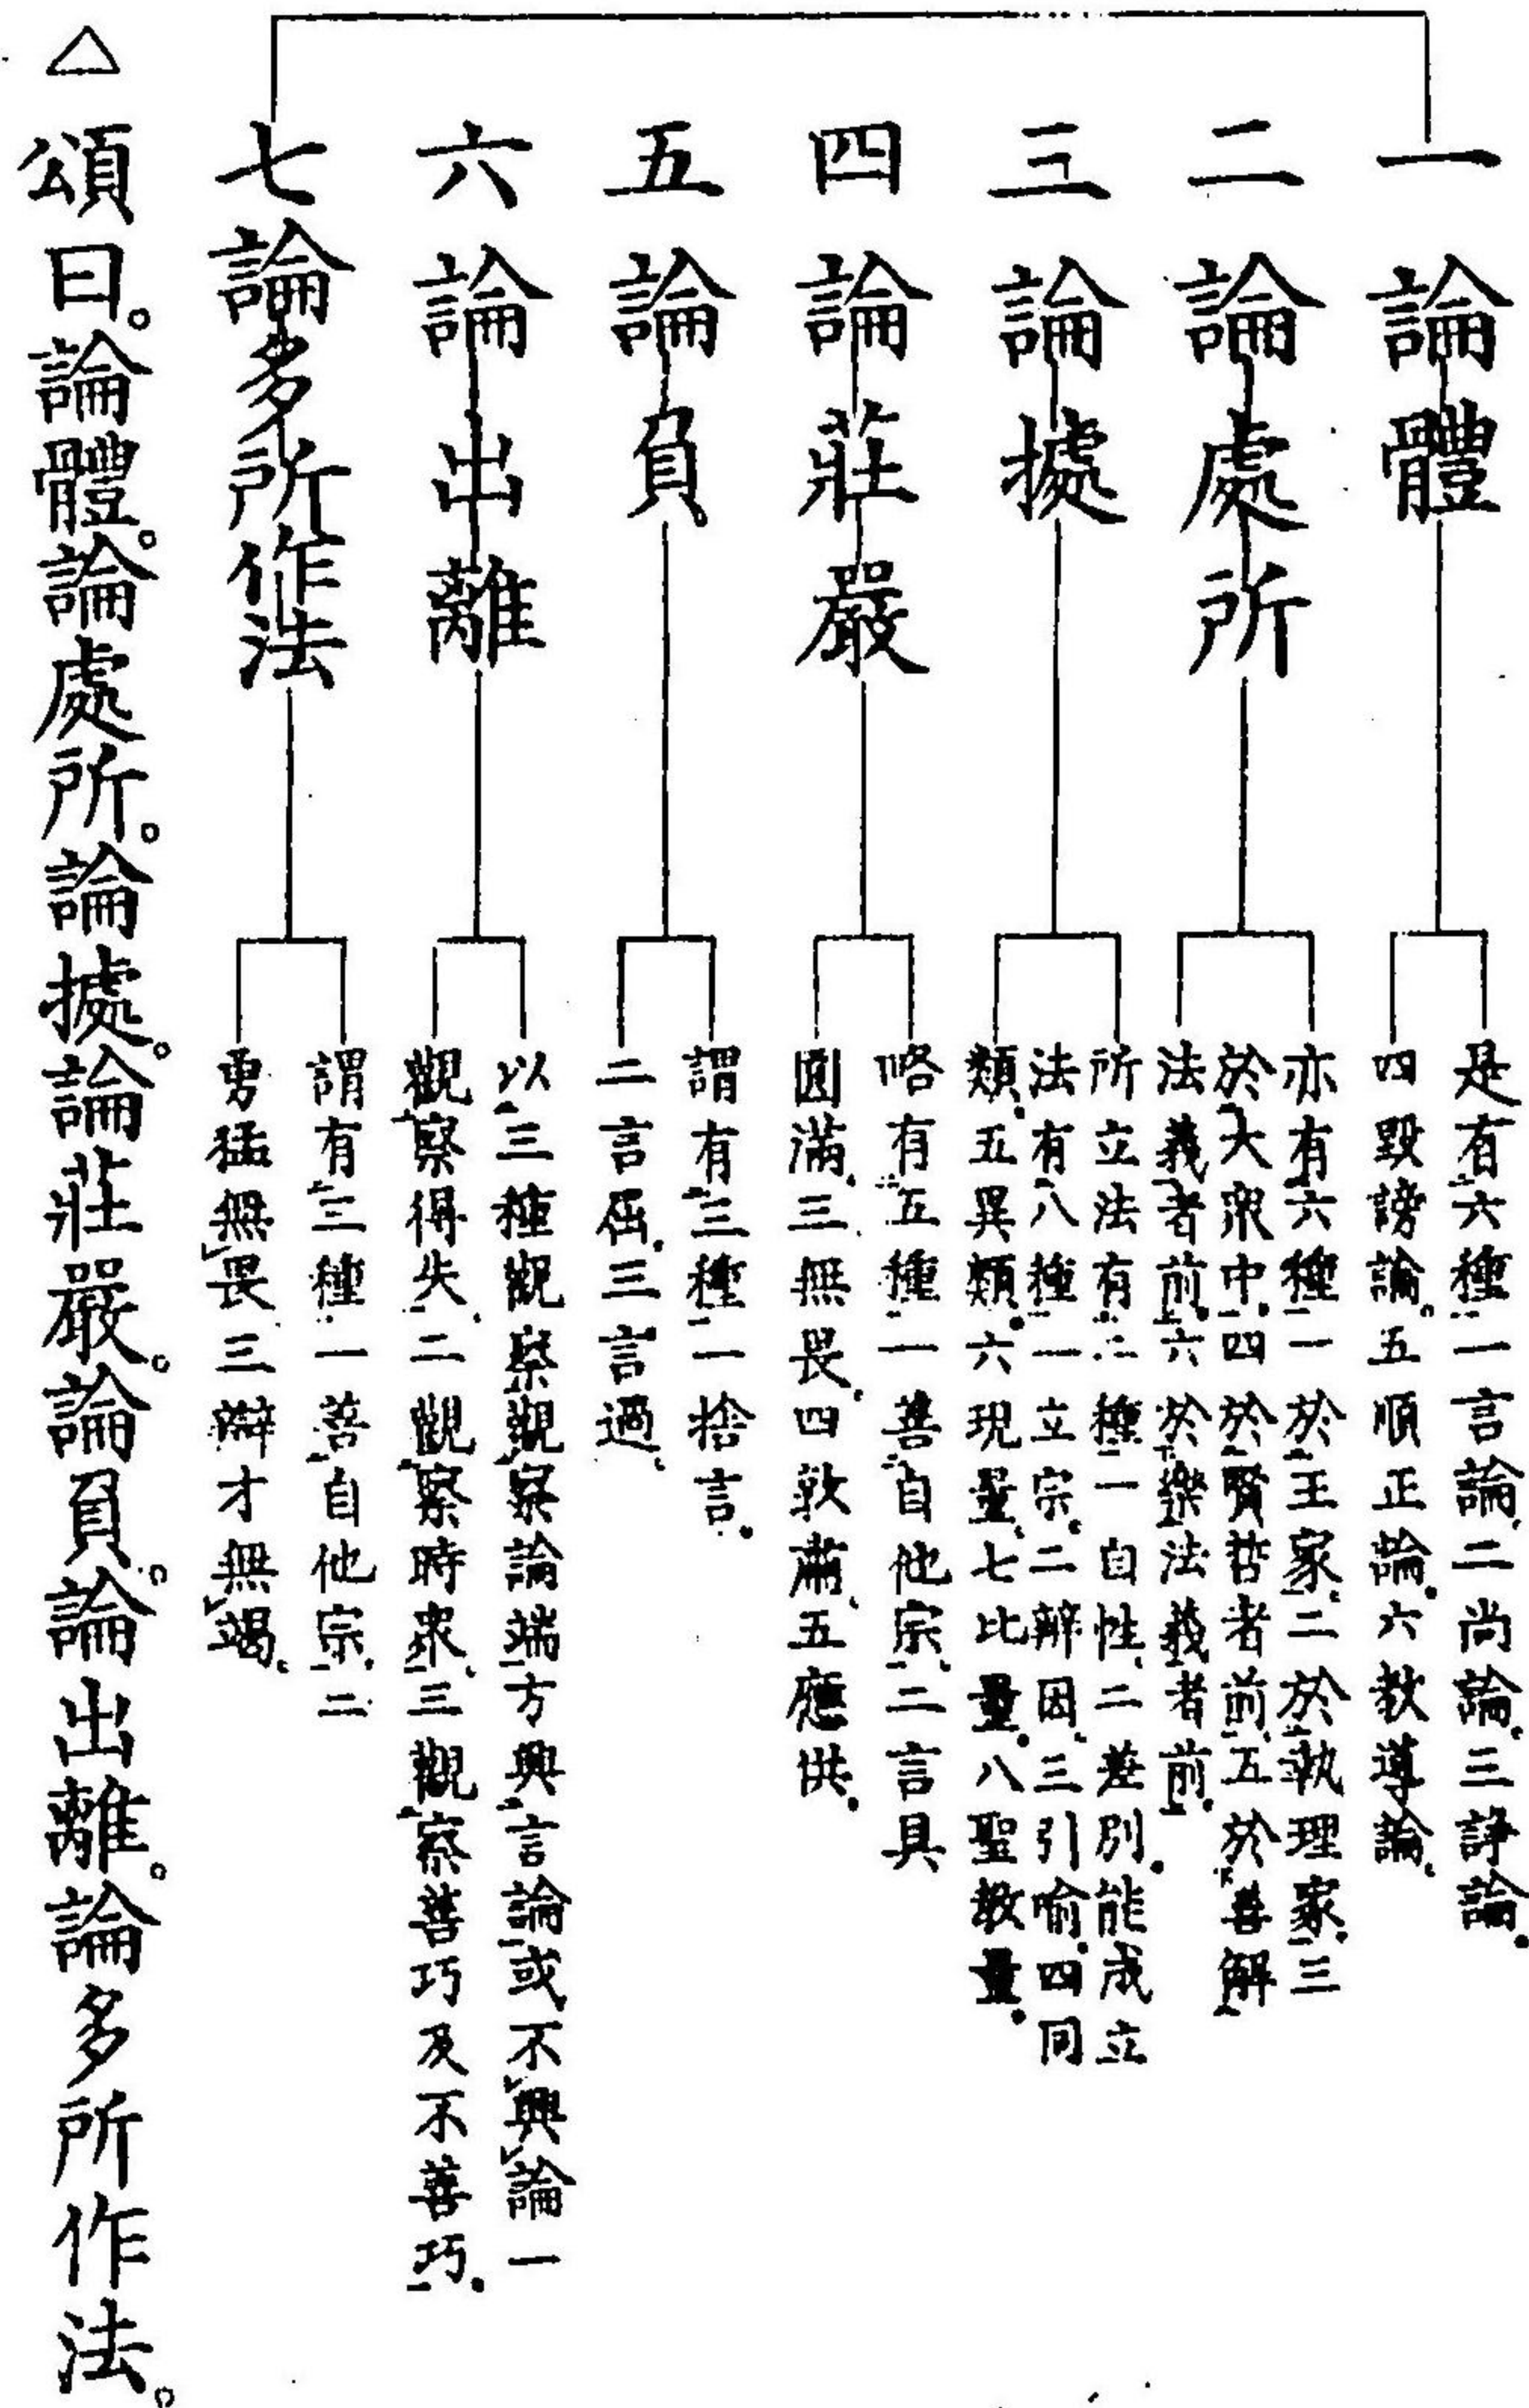 一論體
是有六種一言論二尚論三諍論
四毀謗論五順正論六教導論
二論處所
亦有六種一於王家二於執理家三
於大衆中四於賢哲者前五於善解
法義者前六於樂法義者前
三論據
所立法有二種一自性二差別能成立
法有八種一立宗二辯因三引喻四同
類五異類六現量七比量八聖教量
四論莊嚴
略有五種一善自他宗二言具
圓滿三無畏四敦肅五應供
五論負
謂有三種一捨言
二言屈三言過
六論出離
以三種觀察觀察論端方興言論或不興論一
觀察得失二觀察時衆三觀察善巧及不善巧
七論多所作法
謂有三種一善自他宗二
勇猛無畏三辯才無竭
△頌曰。論體。論處所。論據。論莊嚴。論負。論出離。論多所作法。